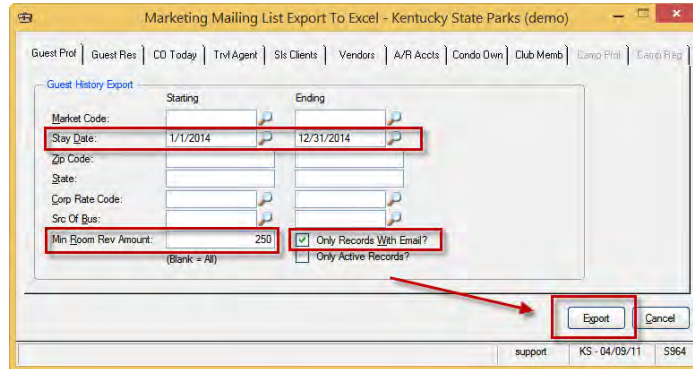 Marketing Mailing List Export To Excel - Kentucky State Parks (demo)
Guest Prof Guest Res CO Today Trvl Agent Sls Clients Vendors A/R Accts Condo Own Club Memb Camp Prof Camp Reg
Guest History Export
Starting Ending
Market Code:
Stay Date: 1/1/2014 12/31/2014
Zip Code:
State:
Corp Rate Code:
Src Of Bus:
Min Room Rev Amount: 250 Only Records With Email?
(Blank = All) Only Active Records?
Export Cancel
support KS - 04/09/11 S964